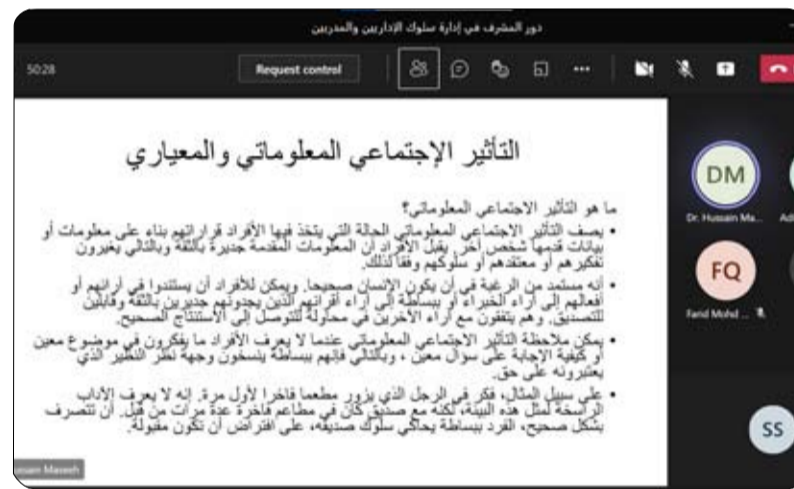 دور المشرف في إدارة سلوك الإداريين والمدربين
50:28
Request control
التأثير الإجتماعي المعلوماتي والمعياري
ما هو التأثير الاجتماعي المعلوماتي؟
• يصف التأثير الاجتماعي المعلوماتي الحالة التي يتخذ فيها الأفراد قراراتهم بناء على معلومات أو
بيانات قدمها شخص آخر. يقبل الأفراد أن المعلومات المقدمة جديرة بالثقة وبالتالي يغيرون
تفكيرهم أو معتقدهم أو سلوكهم وفقا لذلك.
• أنه مستمد من الرغبة في أن يكون الإنسان صحيحا. ويمكن للأفراد أن يستندوا في آرائهم أو
أفعالهم إلى آراء الخبراء أو ببساطة إلى آراء أقرانهم الذين يجدونهم جديرين بالثقة وقابلين
للتصديق. وهم يتفقون مع آراء الآخرين في محاولة للتوصل إلى الاستنتاج الصحيح.
• يمكن ملاحظة التأثير الاجتماعي المعلوماتي عندما لا يعرف الأفراد ما يفكرون في موضوع معين
أو كيفية الإجابة على سؤال معين ، وبالتالي فإنهم ببساطة ينسخون وجهة نظر النظير الذي
يعتبرونه على حق.
• على سبيل المثال، فكر في الرجل الذي يزور مطعما فاخرا لأول مرة. إنه لا يعرف الآداب
الراسخة لمثل هذه البيئة، لكنه مع صديق كان في مطاعم فاخرة عدة مرات من قبل. أن تتصرف
بشكل صحيح، الفرد ببساطة يحاكي سلوك صديقه، على افتراض أن تكون مقبولة.
DM
Dr. Hussain Ma...
FQ
Farid Mohd ...
SS
ussain Maseeh